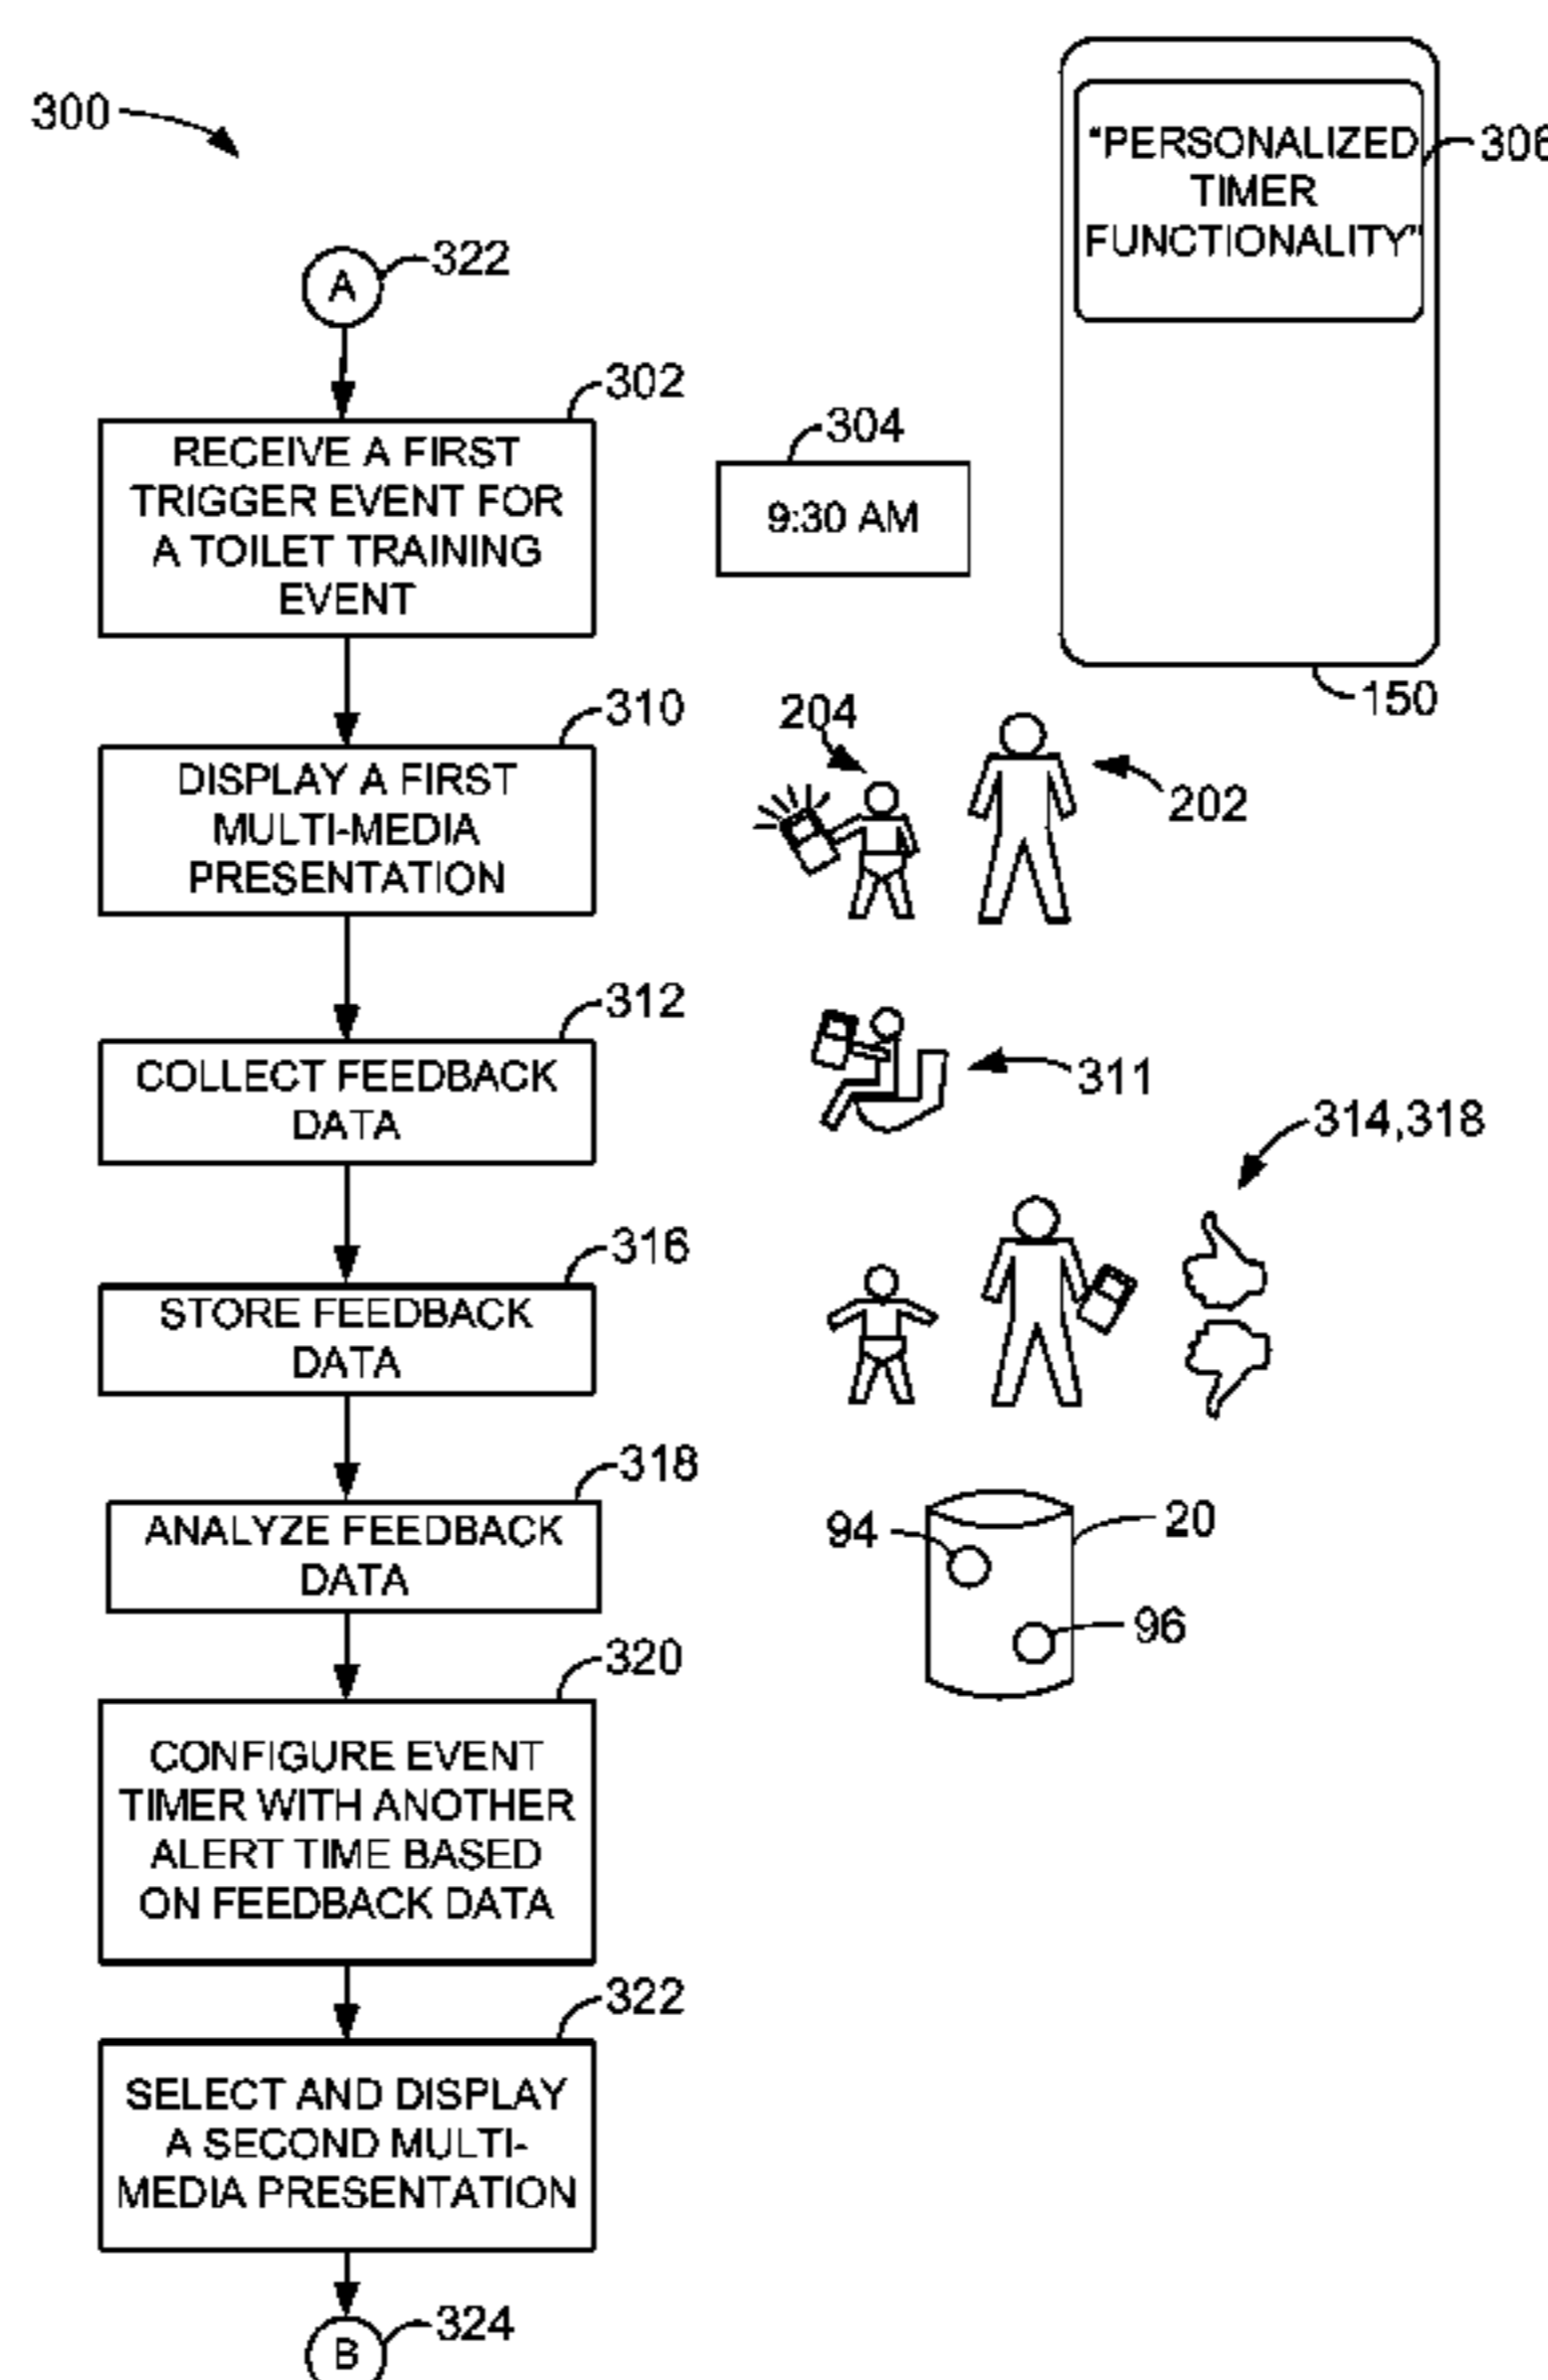 300
"PERSONALIZED
TIMER
FUNCTIONALITY"
306
A
322
302
RECEIVE A FIRST
TRIGGER EVENT FOR
A TOILET TRAINING
EVENT
304
9:30 AM
150
310
DISPLAY A FIRST
MULTI-MEDIA
PRESENTATION
204
202
312
COLLECT FEEDBACK
DATA
311
314,318
316
STORE FEEDBACK
DATA
318
ANALYZE FEEDBACK
DATA
94
20
96
320
CONFIGURE EVENT
TIMER WITH ANOTHER
ALERT TIME BASED
ON FEEDBACK DATA
322
SELECT AND DISPLAY
A SECOND MULTI-
MEDIA PRESENTATION
B
324